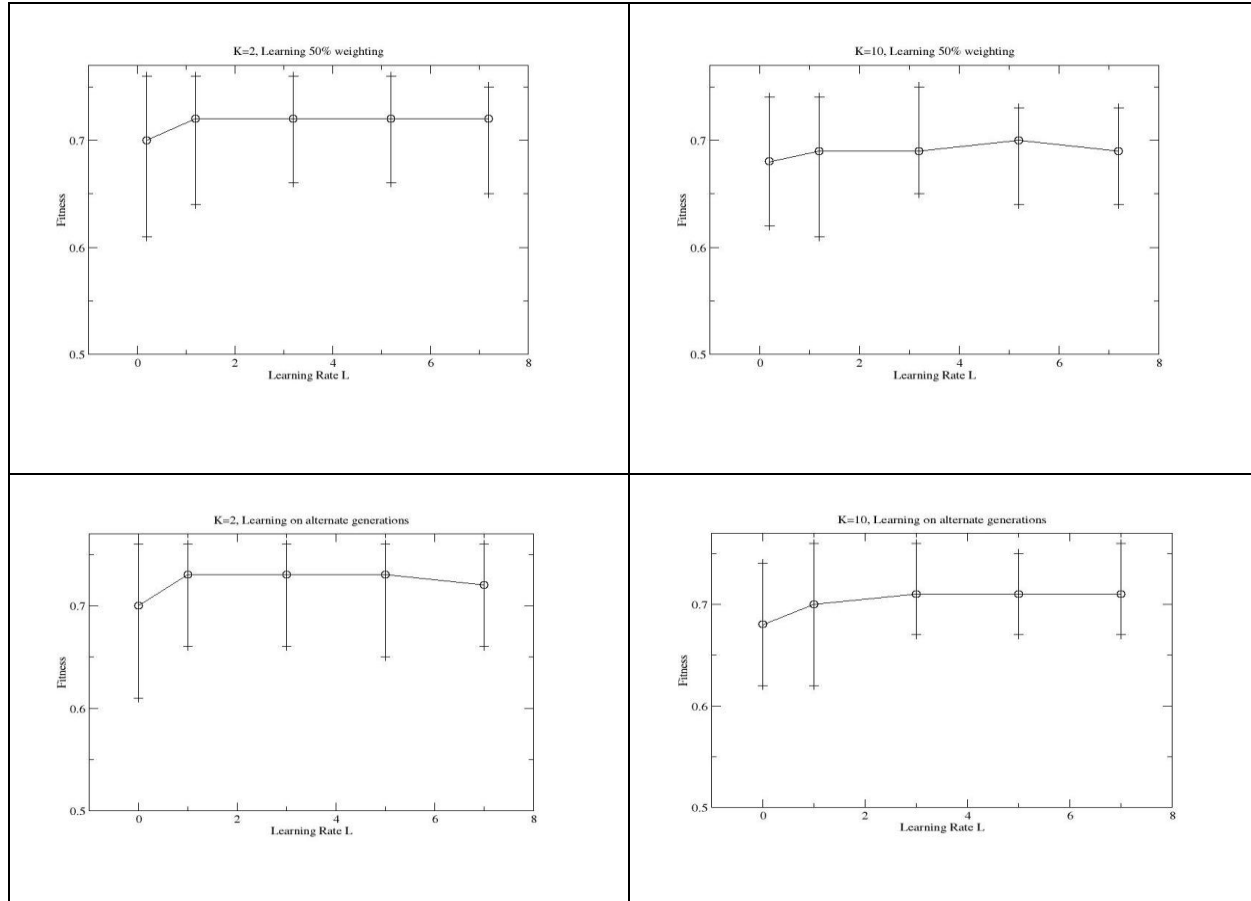 K=2, Learning 50% weighting
0.7
0.6
0.5
Fitness
0 2 4 6 8
Learning Rate L
K=10, Learning 50% weighting
0.7
0.6
0.5
Fitness
0 2 4 6 8
Learning Rate L
K=2, Learning on alternate generations
0.7
0.6
0.5
Fitness
0 2 4 6 8
Learning Rate L
K=10, Learning on alternate generations
0.7
0.6
0.5
Fitness
0 2 4 6 8
Learning Rate L